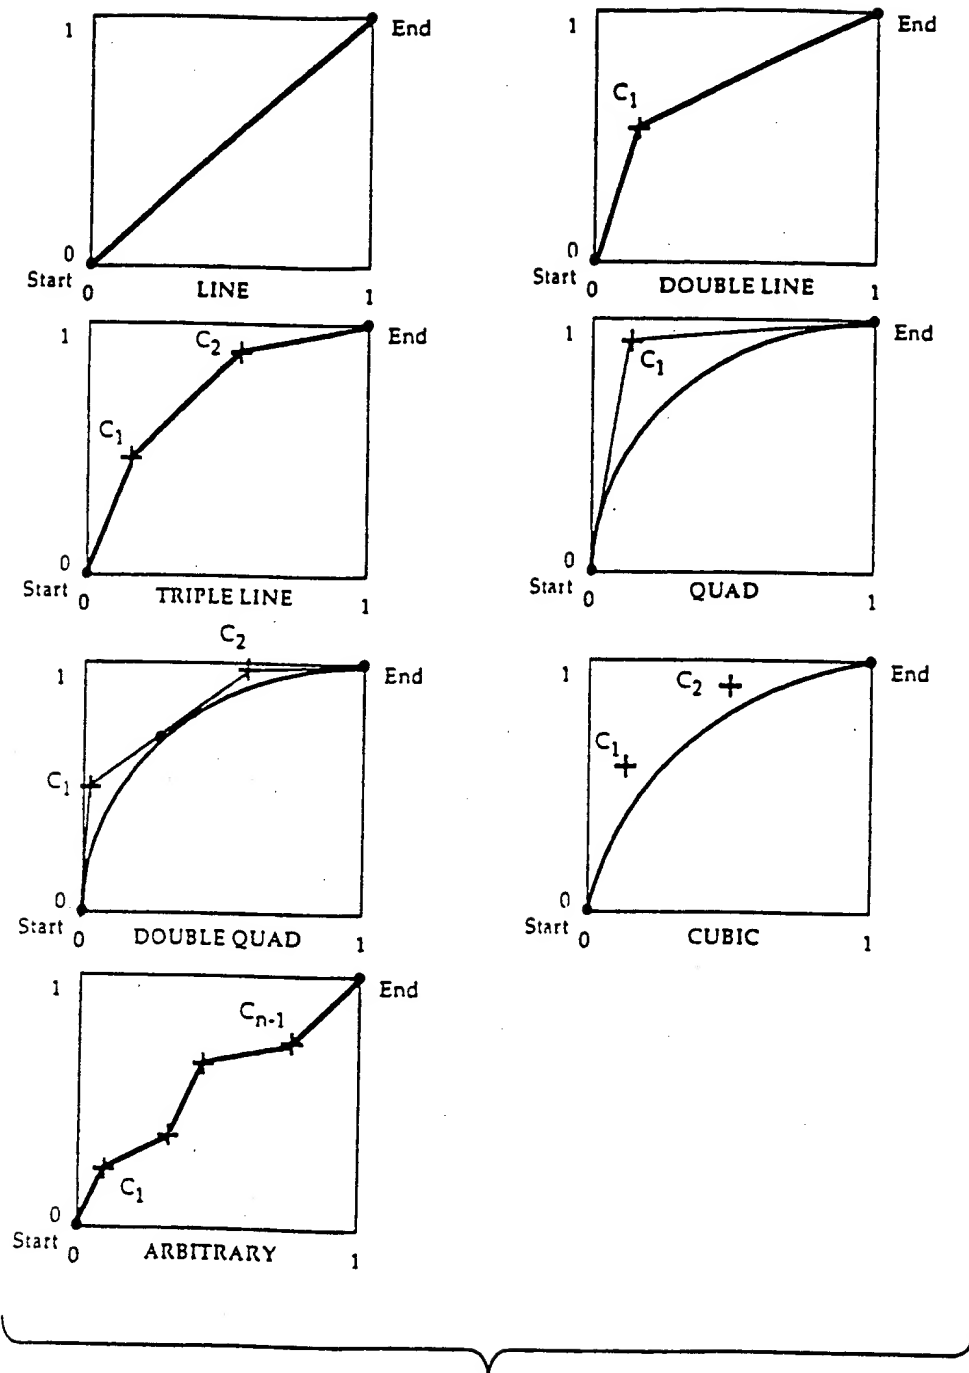 1 End
0
Start 0 LINE 1
1 End
C1
0
Start 0 DOUBLE LINE 1
1 End
C2
C1
0
Start 0 TRIPLE LINE 1
1 End
C1
0
Start 0 QUAD 1
C2
1 End
C1
0
Start 0 DOUBLE QUAD 1
1 End
C2
C1
0
Start 0 CUBIC 1
1 End
Cn-1
C1
0
Start 0 ARBITRARY 1